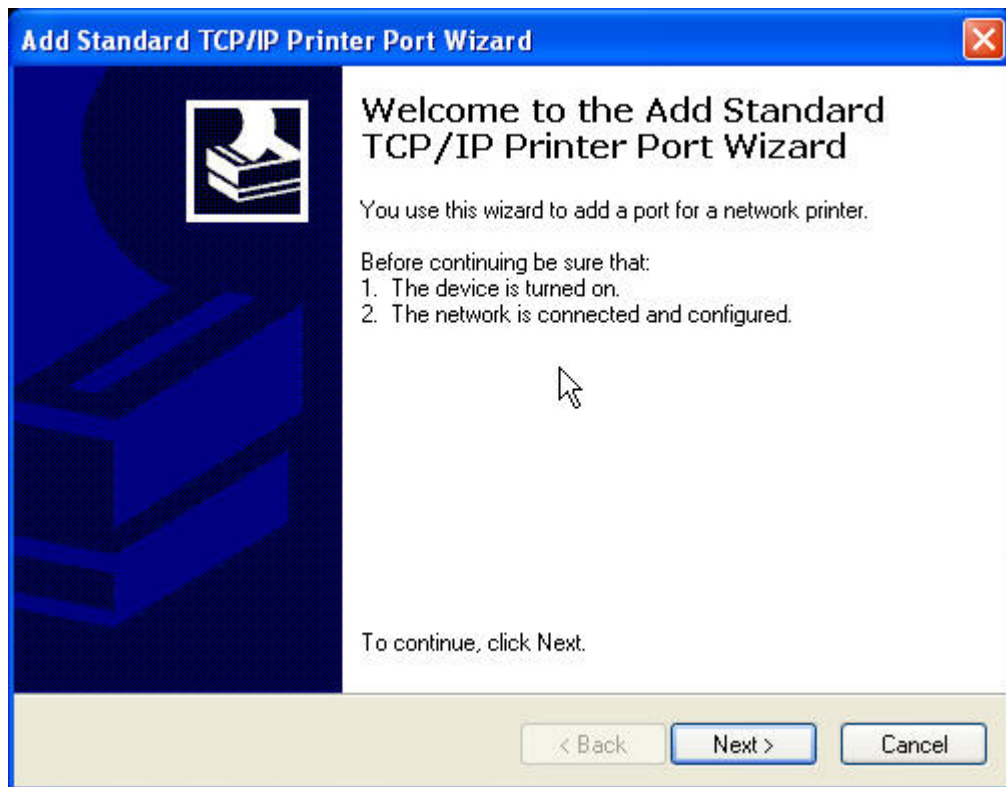 Add Standard TCP/IP Printer Port Wizard
Welcome to the Add Standard
TCP/IP Printer Port Wizard
You use this wizard to add a port for a network printer.
Before continuing be sure that:
1. The device is turned on.
2. The network is connected and configured.
To continue, click Next.
< Back
Next >
Cancel